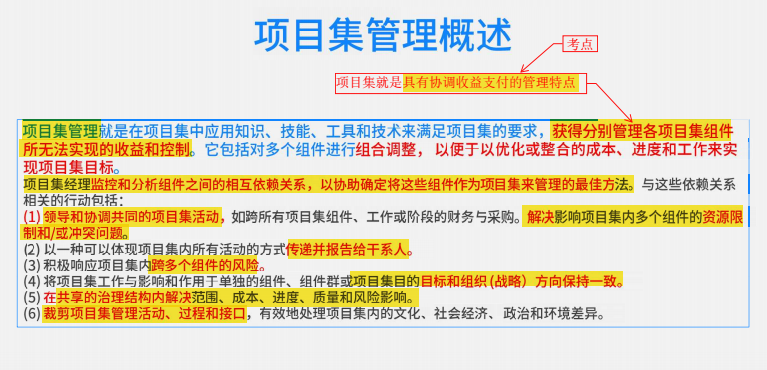 项目集管理概述
考点
项目集就是具有协调收益支付的管理特点
项目集管理就是在项目集中应用知识、技能、工具和技术来满足项目集的要求，获得分别管理各项目集组件
所无法实现的收益和控制。它包括对多个组件进行组合调整， 以便于以优化或整合的成本、进度和工作来实
现项目集目标。
项目集经理监控和分析组件之间的相互依赖关系，以协助确定将这些组件作为项目集来管理的最佳方法。与这些依赖关系
相关的行动包括：
(1) 领导和协调共同的项目集活动，如跨所有项目集组件、工作或阶段的财务与采购。解决影响项目集内多个组件的资源限
制和/或冲突问题。
(2) 以一种可以体现项目集内所有活动的方式传递并报告给干系人。
(3) 积极响应项目集内跨多个组件的风险。
(4) 将项目集工作与影响和作用于单独的组件、组件群或项目集目的目标和组织 (战略）方向保持一致。
(5) 在共享的治理结构内解决范围、成本、进度、质量和风险影响。
(6) 裁剪项目集管理活动、过程和接口，有效地处理项目集内的文化、社会经济、政治和环境差异。